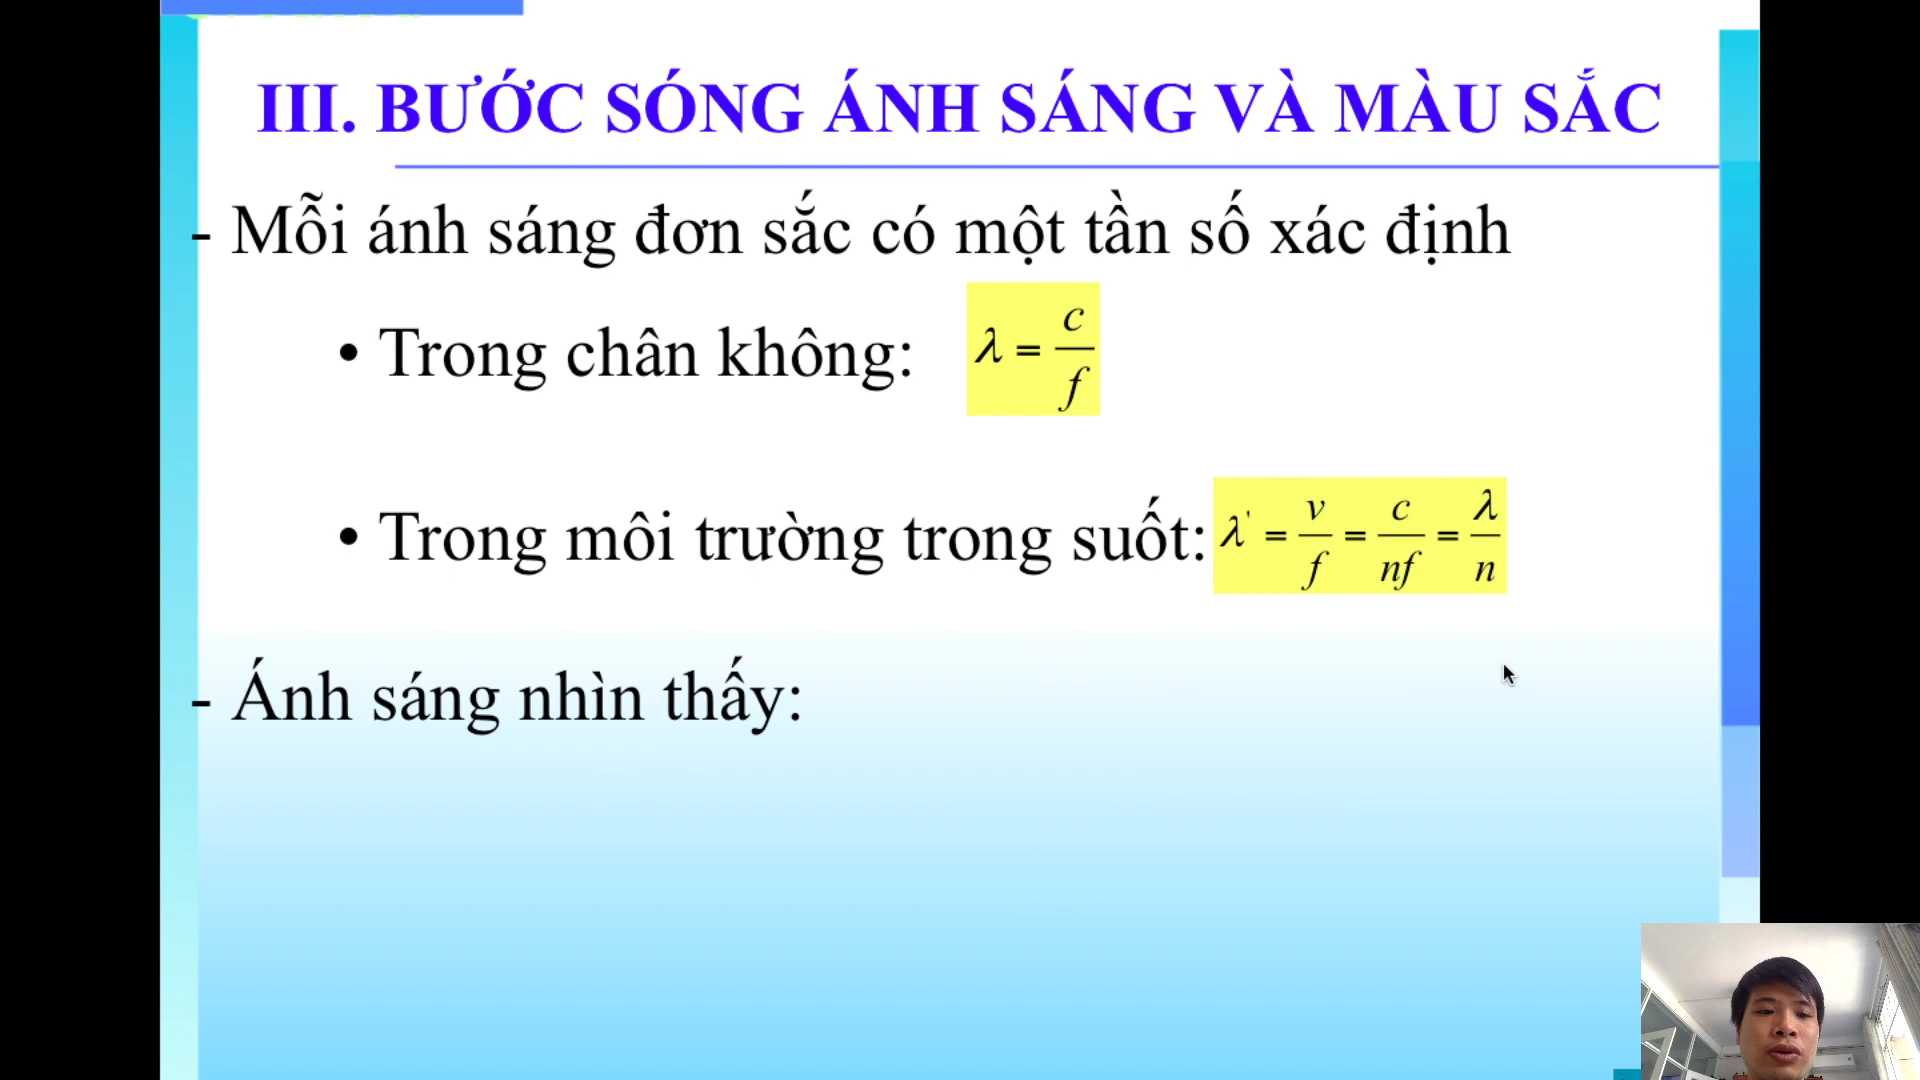 III. BƯỚC SÓNG ÁNH SÁNG VÀ MÀU SẮC
- Mỗi ánh sáng đơn sắc có một tần số xác định
• Trong chân không: λ = c/f
• Trong môi trường trong suốt: λ' = v/f = c/nf = λ/n
- Ánh sáng nhìn thấy: